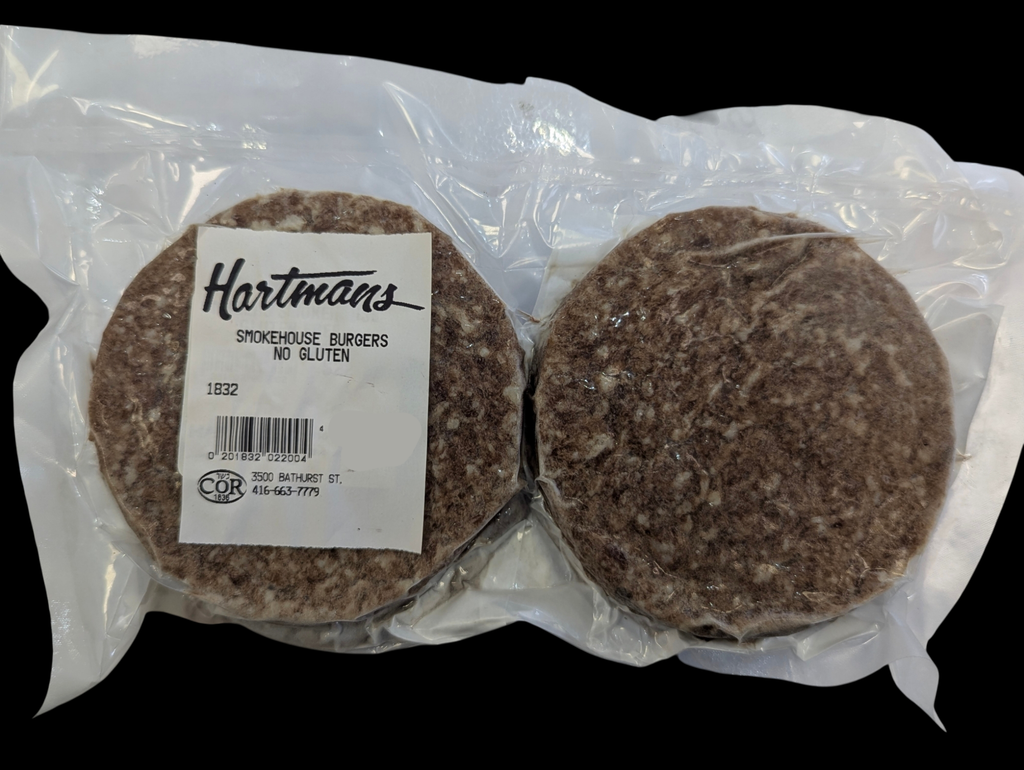 Hartmans
SMOKEHOUSE BURGERS
NO GLUTEN
1832
4
0 201832 022004
COR
3500 BATHURST ST.
416-663-7779